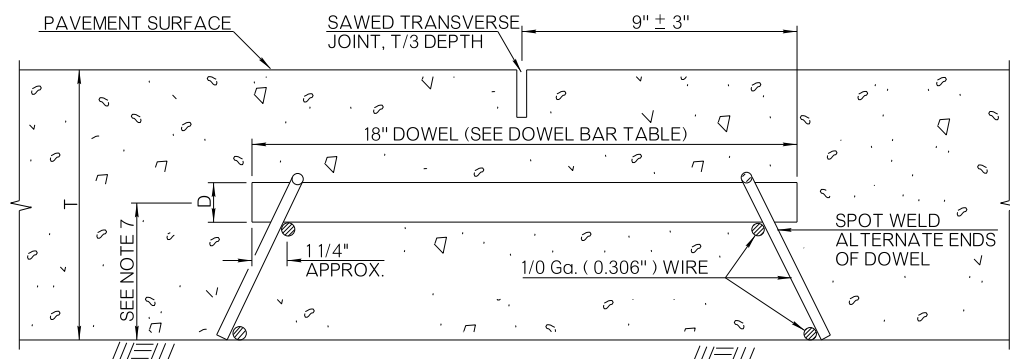 PAVEMENT SURFACE
SAWED TRANSVERSE
JOINT, T/3 DEPTH
9" ± 3"
18" DOWEL (SEE DOWEL BAR TABLE)
T
D
SEE NOTE 7
1 1/4"
APPROX.
1/0 Ga. ( 0.306" ) WIRE
SPOT WELD
ALTERNATE ENDS
OF DOWEL